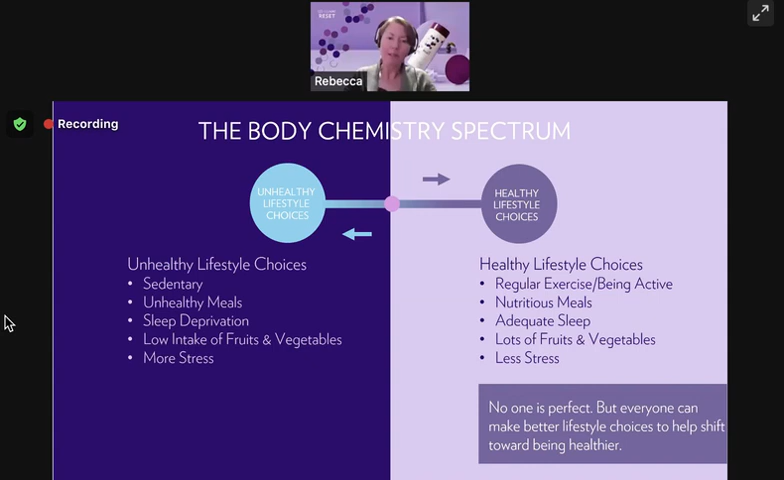 RESET
Rebecca
Recording
THE BODY CHEMISTRY SPECTRUM
UNHEALTHY
LIFESTYLE
CHOICES
HEALTHY
LIFESTYLE
CHOICES
Unhealthy Lifestyle Choices
• Sedentary
• Unhealthy Meals
• Sleep Deprivation
• Low Intake of Fruits & Vegetables
• More Stress
Healthy Lifestyle Choices
• Regular Exercise/Being Active
• Nutritious Meals
• Adequate Sleep
• Lots of Fruits & Vegetables
• Less Stress
No one is perfect. But everyone can
make better lifestyle choices to help shift
toward being healthier.